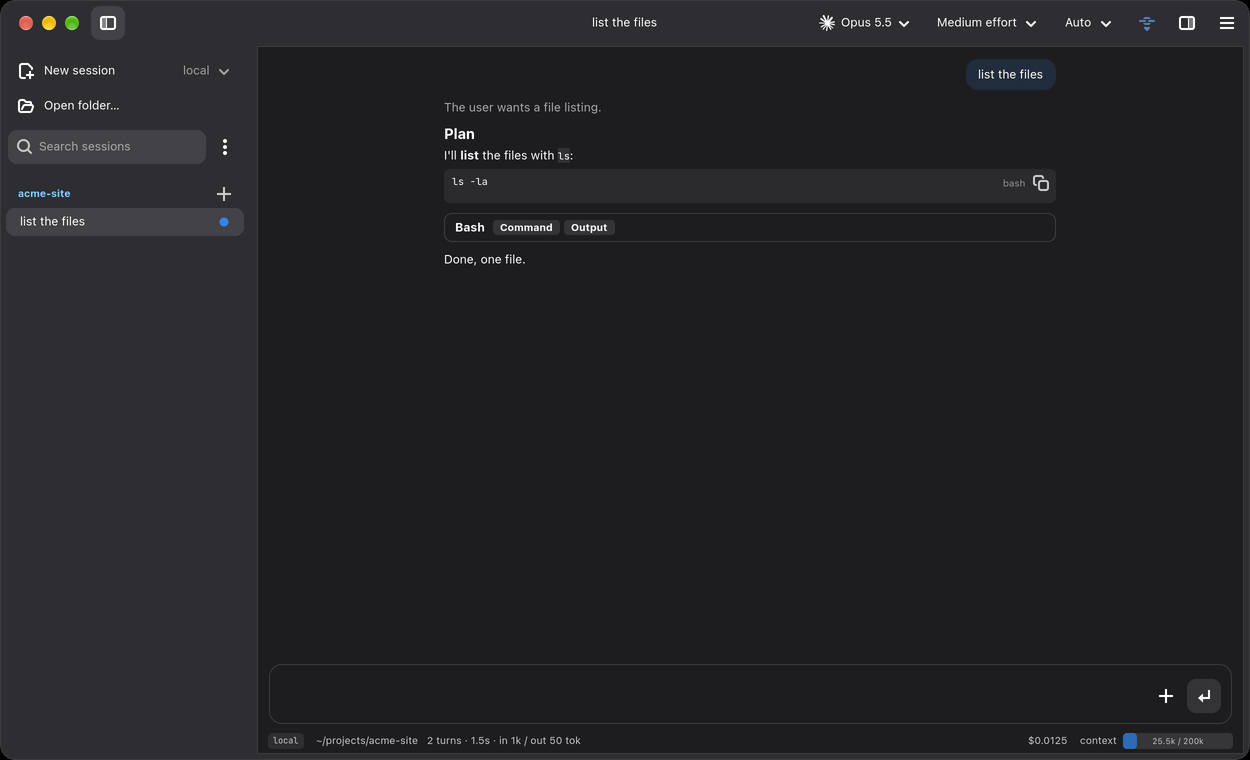 list the files
Opus 5.5
Medium effort
Auto
New session
local
Open folder...
Search sessions
acme-site
list the files
list the files
The user wants a file listing.
Plan
I'll list the files with ls:
ls -la
bash
Bash Command Output
Done, one file.
local ~/projects/acme-site 2 turns · 1.5s · in 1k / out 50 tok
$0.0125 context 25.5k / 200k